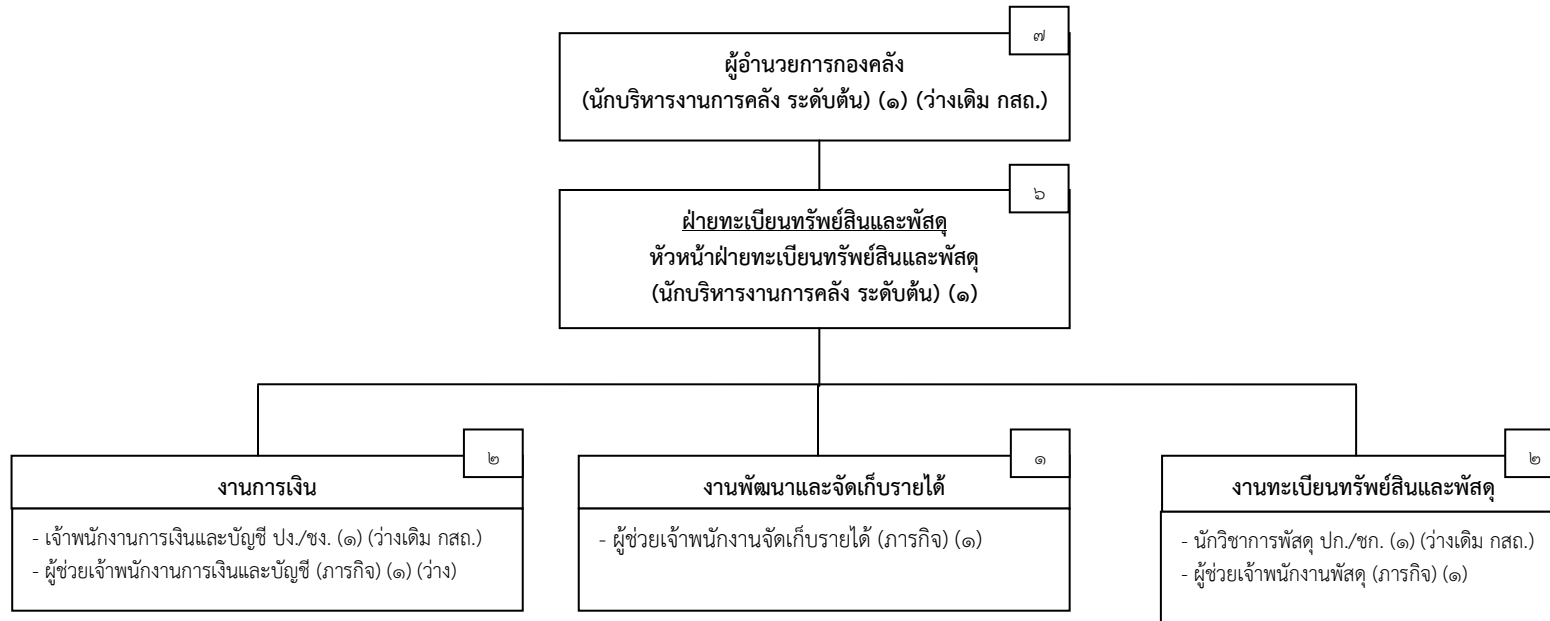 ๗
ผู้อำนวยการกองคลัง
(นักบริหารงานการคลัง ระดับต้น) (๑) (ว่างเดิม กสถ.)
๖
ฝ่ายทะเบียนทรัพย์สินและพัสดุ
หัวหน้าฝ่ายทะเบียนทรัพย์สินและพัสดุ
(นักบริหารงานการคลัง ระดับต้น) (๑)
๒
งานการเงิน
- เจ้าพนักงานการเงินและบัญชี ปง./ชง. (๑) (ว่างเดิม กสถ.)
- ผู้ช่วยเจ้าพนักงานการเงินและบัญชี (ภารกิจ) (๑) (ว่าง)
๑
งานพัฒนาและจัดเก็บรายได้
- ผู้ช่วยเจ้าพนักงานจัดเก็บรายได้ (ภารกิจ) (๑)
๒
งานทะเบียนทรัพย์สินและพัสดุ
- นักวิชาการพัสดุ ปก./ชก. (๑) (ว่างเดิม กสถ.)
- ผู้ช่วยเจ้าพนักงานพัสดุ (ภารกิจ) (๑)